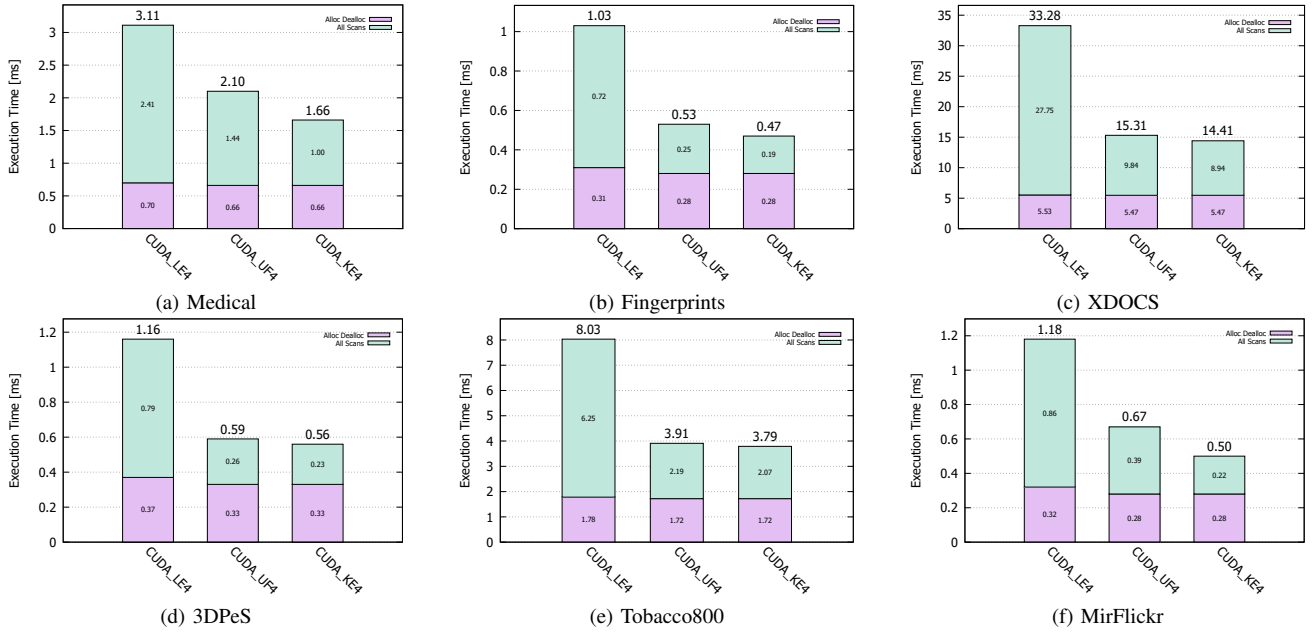 3.11
Alloc Dealloc
All Scans
3
2.5
2
1.5
1
0.5
0
Execution Time [ms]
2.10
1.66
2.41
1.44
1.00
0.70
0.66
0.66
CUDA_LE4
CUDA_UF4
CUDA_KE4
(a) Medical
1.03
Alloc Dealloc
All Scans
1
0.8
0.6
0.4
0.2
0
Execution Time [ms]
0.53
0.47
0.72
0.25
0.19
0.31
0.28
0.28
CUDA_LE4
CUDA_UF4
CUDA_KE4
(b) Fingerprints
33.28
Alloc Dealloc
All Scans
35
30
25
20
15
10
5
0
Execution Time [ms]
15.31
14.41
27.75
9.84
8.94
5.53
5.47
5.47
CUDA_LE4
CUDA_UF4
CUDA_KE4
(c) XDOCS
1.16
Alloc Dealloc
All Scans
1.2
1
0.8
0.6
0.4
0.2
0
Execution Time [ms]
0.59
0.56
0.79
0.26
0.23
0.37
0.33
0.33
CUDA_LE4
CUDA_UF4
CUDA_KE4
(d) 3DPeS
8.03
Alloc Dealloc
All Scans
8
7
6
5
4
3
2
1
0
Execution Time [ms]
3.91
3.79
6.25
2.19
2.07
1.78
1.72
1.72
CUDA_LE4
CUDA_UF4
CUDA_KE4
(e) Tobacco800
1.18
Alloc Dealloc
All Scans
1.2
1
0.8
0.6
0.4
0.2
0
Execution Time [ms]
0.67
0.50
0.86
0.39
0.22
0.32
0.28
0.28
CUDA_LE4
CUDA_UF4
CUDA_KE4
(f) MirFlickr